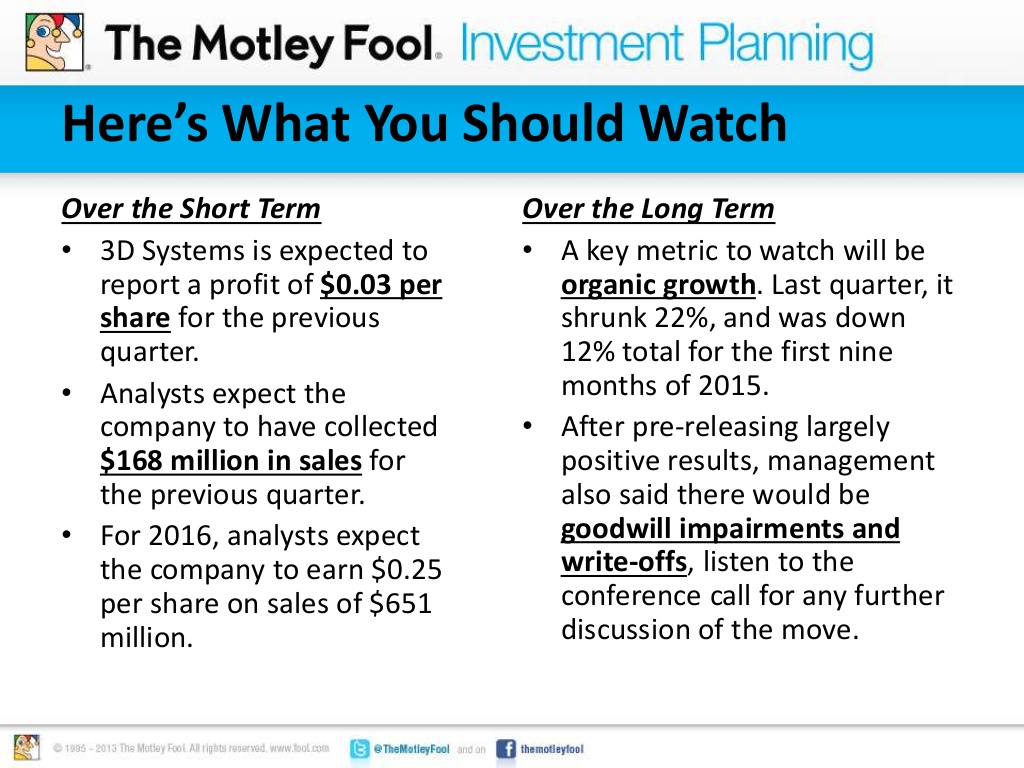 The Motley Fool® Investment Planning
Here’s What You Should Watch
Over the Short Term
• 3D Systems is expected to
report a profit of $0.03 per
share for the previous
quarter.
• Analysts expect the
company to have collected
$168 million in sales for
the previous quarter.
• For 2016, analysts expect
the company to earn $0.25
per share on sales of $651
million.
Over the Long Term
• A key metric to watch will be
organic growth. Last quarter, it
shrunk 22%, and was down
12% total for the first nine
months of 2015.
• After pre-releasing largely
positive results, management
also said there would be
goodwill impairments and
write-offs, listen to the
conference call for any further
discussion of the move.
© 1995 - 2013 The Motley Fool. All rights reserved. www.fool.com @TheMotleyFool and on themotleyfool